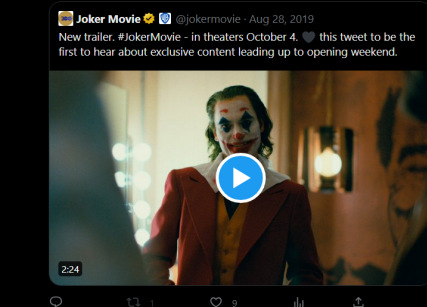 Joker Movie @jokermovie · Aug 28, 2019
New trailer. #JokerMovie - in theaters October 4. 🖤 this tweet to be the
first to hear about exclusive content leading up to opening weekend.
2:24
1 9